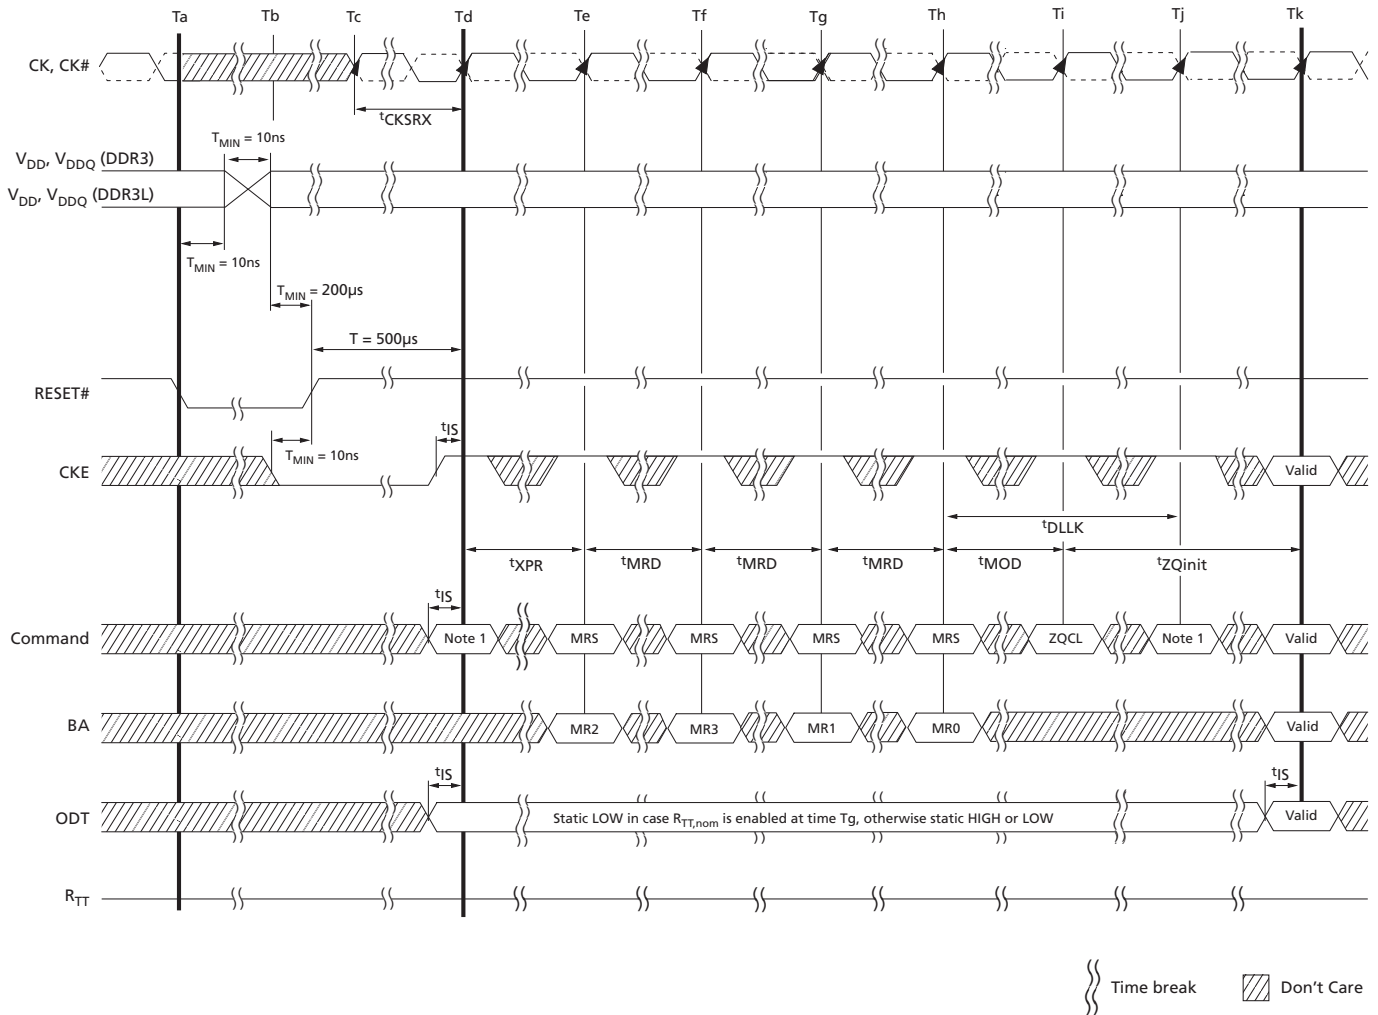 Ta Tb Tc Td Te Tf Tg Th Ti Tj Tk
CK, CK#
tCKSRX
TMIN = 10ns
VDD, VDDQ (DDR3)
VDD, VDDQ (DDR3L)
TMIN = 10ns
TMIN = 200µs
T = 500µs
RESET#
tIS
TMIN = 10ns
CKE
Valid
tDLLK
tXPR tMRD tMRD tMRD tMOD tZQinit
tIS
Command Note 1 MRS MRS MRS MRS ZQCL Note 1 Valid
BA MR2 MR3 MR1 MR0 Valid
tIS tIS
ODT Static LOW in case RTT,nom is enabled at time Tg, otherwise static HIGH or LOW Valid
RTT
Time break Don't Care